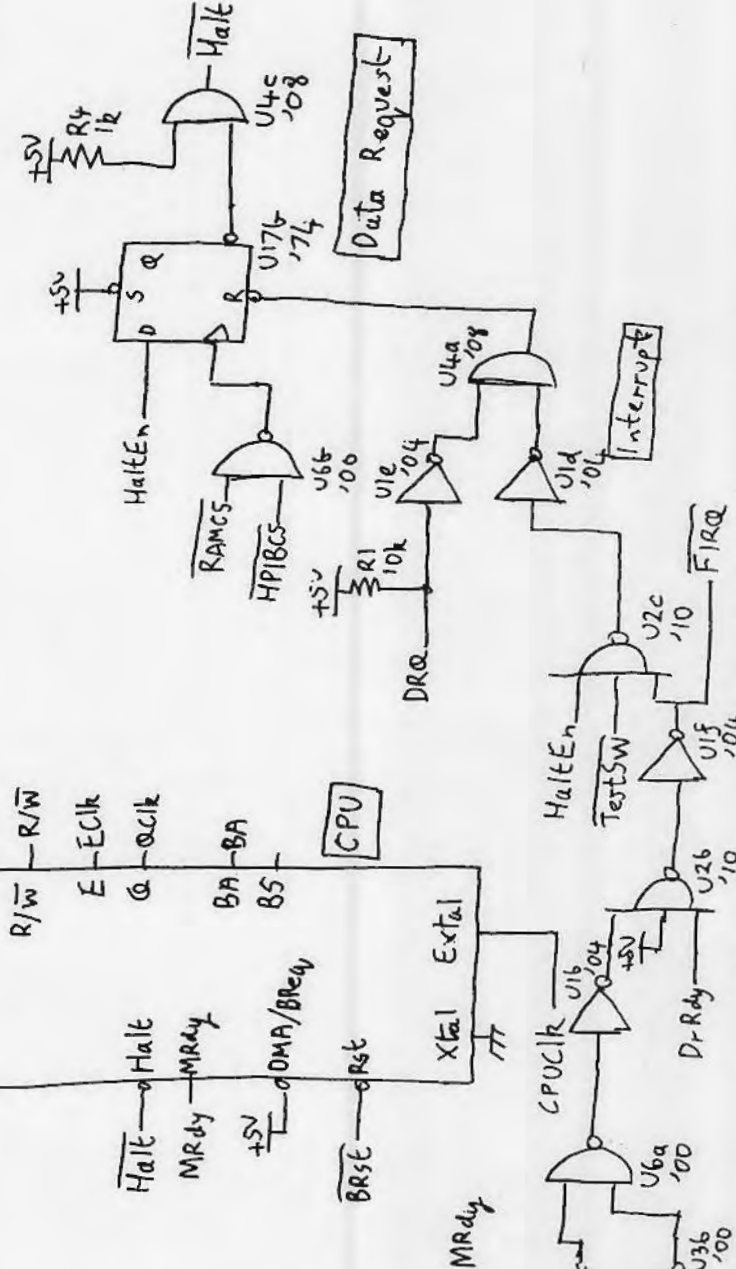 +5V
R4
1k
Halt
U4c
'08
+5V
D
S
Q
R
U17b
'74
HaltEn
RAMCS
HPIBCS
U6b
'00
Data Request
+5V
R1
10k
DRQ
U1e
'04
U4a
'08
U1d
'04
Interrupt
HaltEn
TestSW
U2c
'10
FIRQ
U1f
'04
R/W
R/W
E
EClk
Q
QClk
BA
BA
BS
CPU
Halt
Halt
MRdy
MRdy
+5V
DMA/BReq
BRst
Rst
Xtal
Extal
CPUClk
U1b
'04
+5V
DrRdy
U2b
'10
MRdy
U6a
'00
U3b
'00